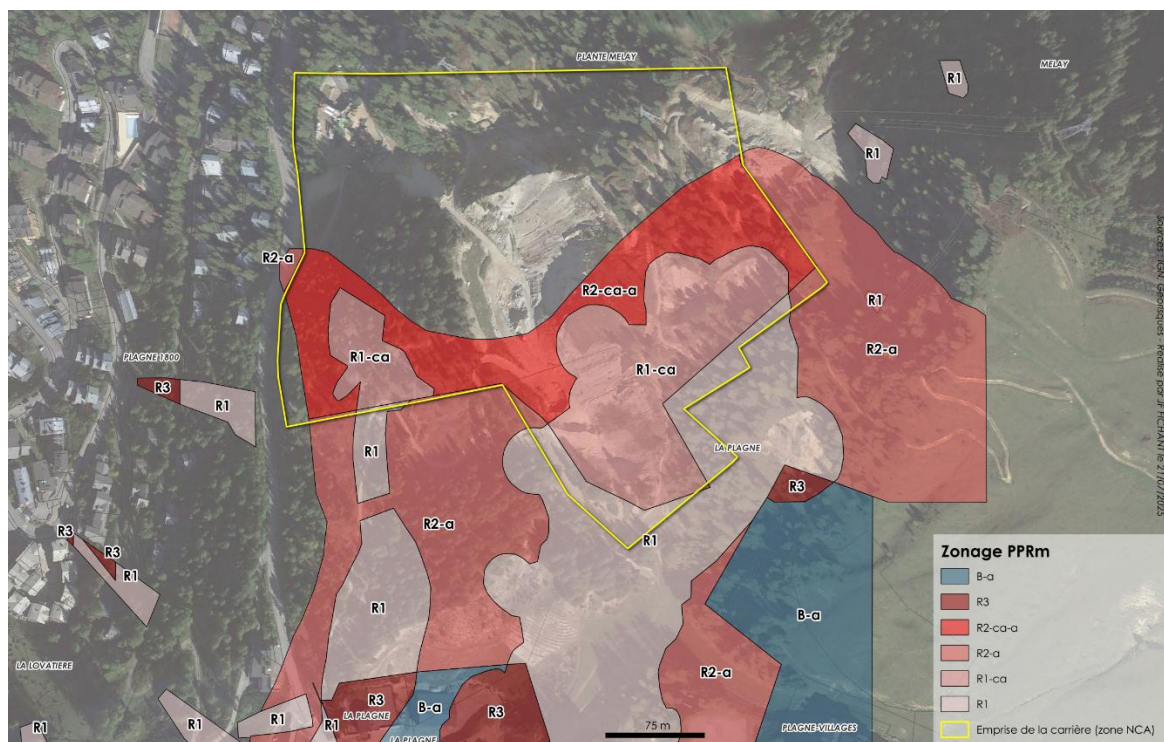 PLANTE MELAY
MELAY
R1
R1
R2-a
R2-ca-a
R1
R1-ca
R2-a
PLAGNE 1800
R1-ca
R3
R1
R1
LA PLAGNE
R3
R2-a
R3
R3
R1
R1
R1
B-a
LA LOVATIERE
R2-a
R3
B-a
R3
LA PLAGNE
LA PLAGNE
R1
R1
R1
R1
75 m
PLAGNE-VILLAGES
Zonage PPRm
B-a
R3
R2-ca-a
R2-a
R1-ca
R1
Emprise de la carrière (zone NCA)
Sources : IGN, Géorisques - Réalisé par JF FICHANT le 21/07/2025